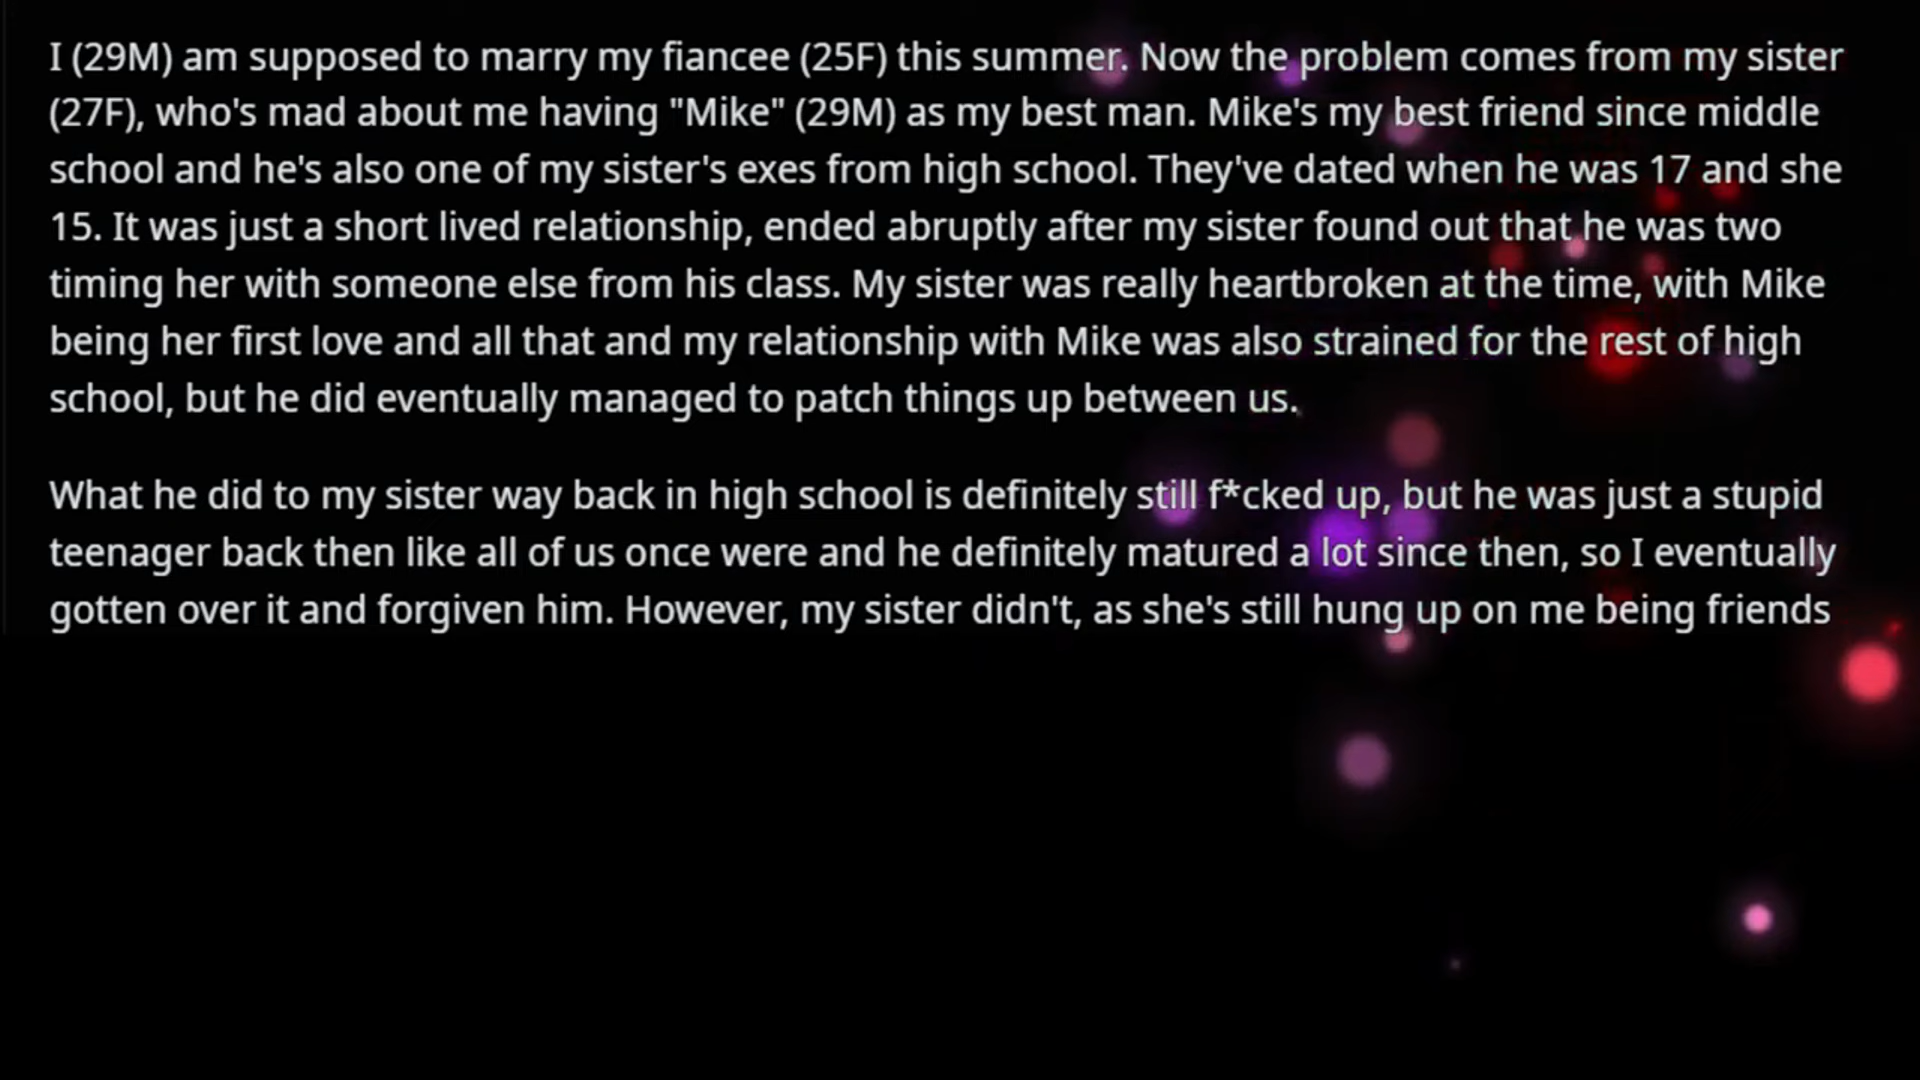 I (29M) am supposed to marry my fiancee (25F) this summer. Now the problem comes from my sister
(27F), who's mad about me having "Mike" (29M) as my best man. Mike's my best friend since middle
school and he's also one of my sister's exes from high school. They've dated when he was 17 and she
15. It was just a short lived relationship, ended abruptly after my sister found out that he was two
timing her with someone else from his class. My sister was really heartbroken at the time, with Mike
being her first love and all that and my relationship with Mike was also strained for the rest of high
school, but he did eventually managed to patch things up between us.
What he did to my sister way back in high school is definitely still f*cked up, but he was just a stupid
teenager back then like all of us once were and he definitely matured a lot since then, so I eventually
gotten over it and forgiven him. However, my sister didn't, as she's still hung up on me being friends